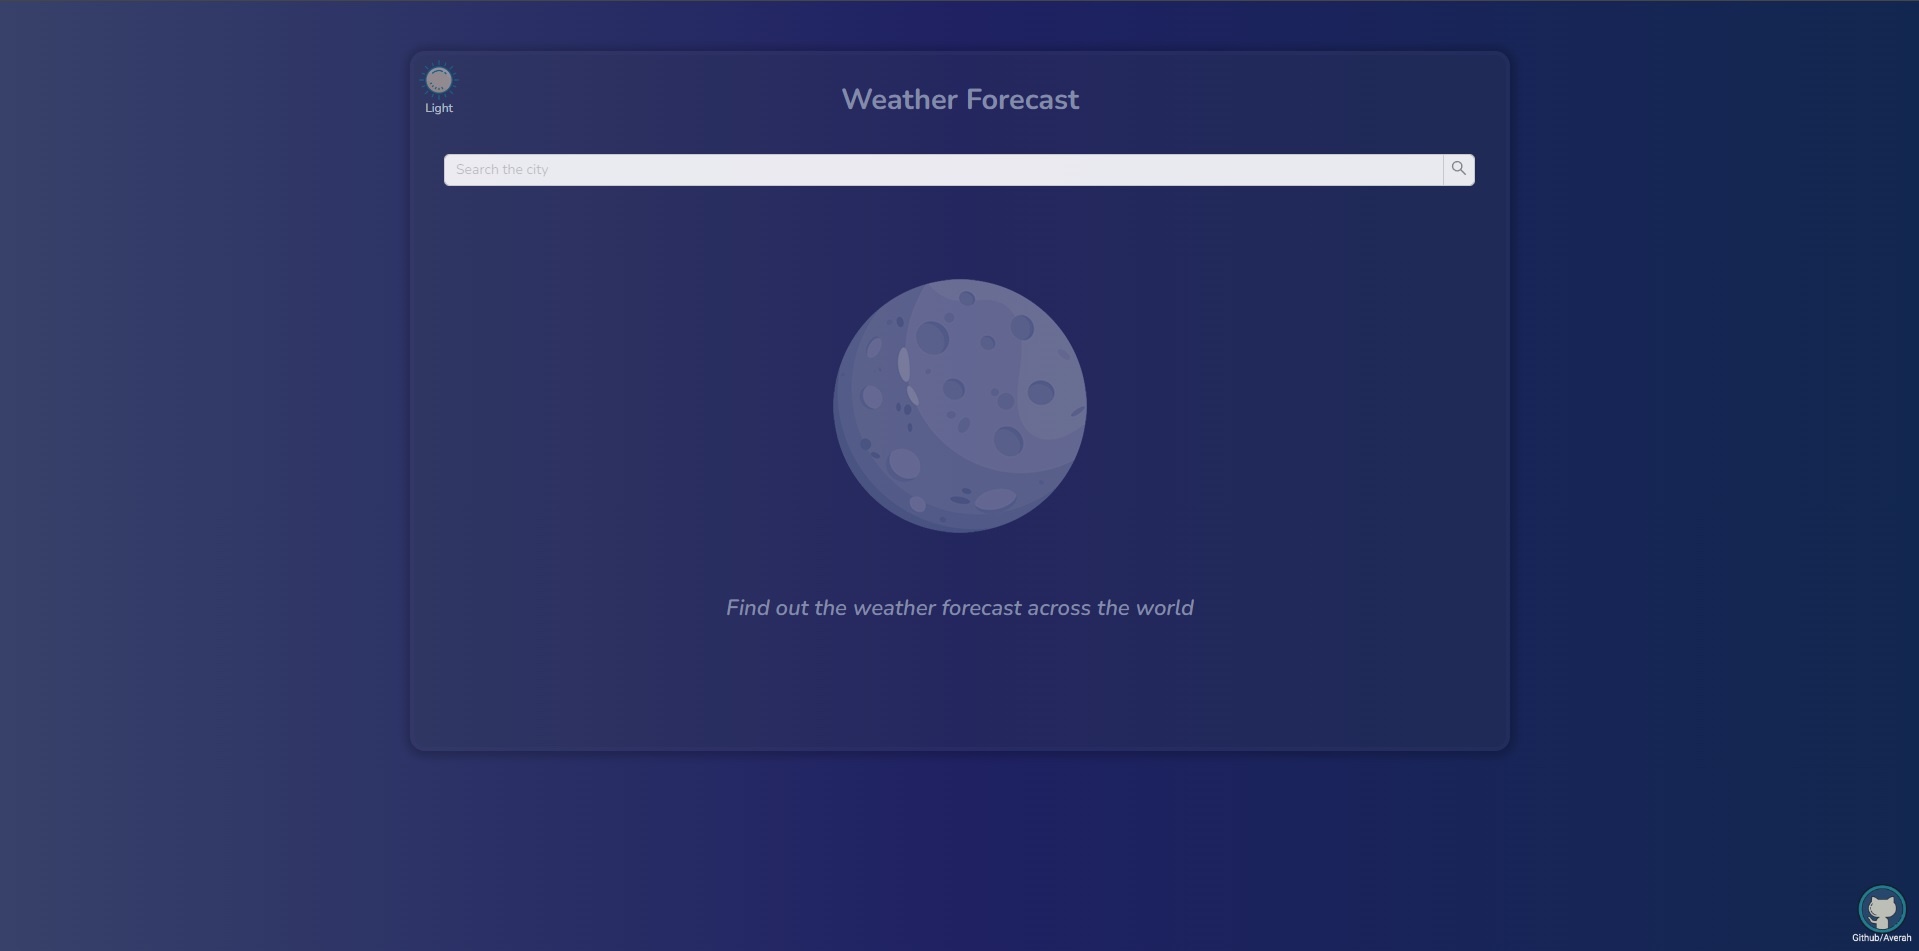 Light
Weather Forecast
Search the city
Find out the weather forecast across the world
Github/Averah